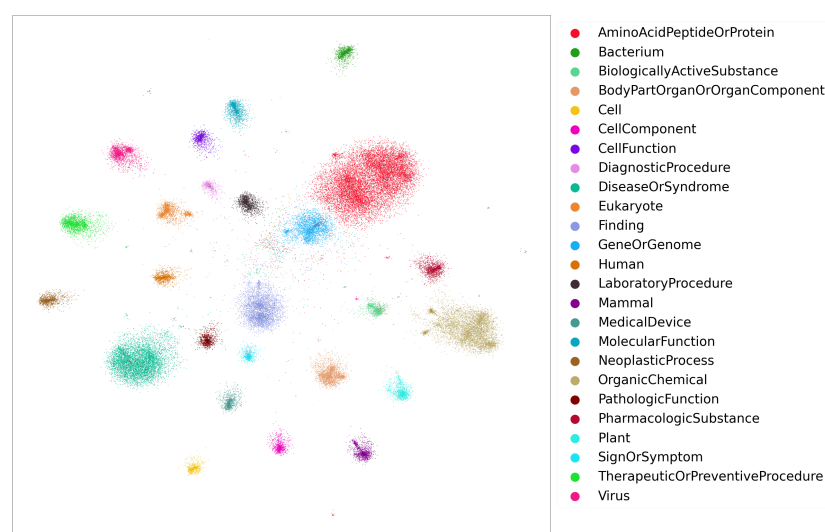 AminoAcidPeptideOrProtein
Bacterium
BiologicallyActiveSubstance
BodyPartOrganOrOrganComponent
Cell
CellComponent
CellFunction
DiagnosticProcedure
DiseaseOrSyndrome
Eukaryote
Finding
GeneOrGenome
Human
LaboratoryProcedure
Mammal
MedicalDevice
MolecularFunction
NeoplasticProcess
OrganicChemical
PathologicFunction
PharmacologicSubstance
Plant
SignOrSymptom
TherapeuticOrPreventiveProcedure
Virus